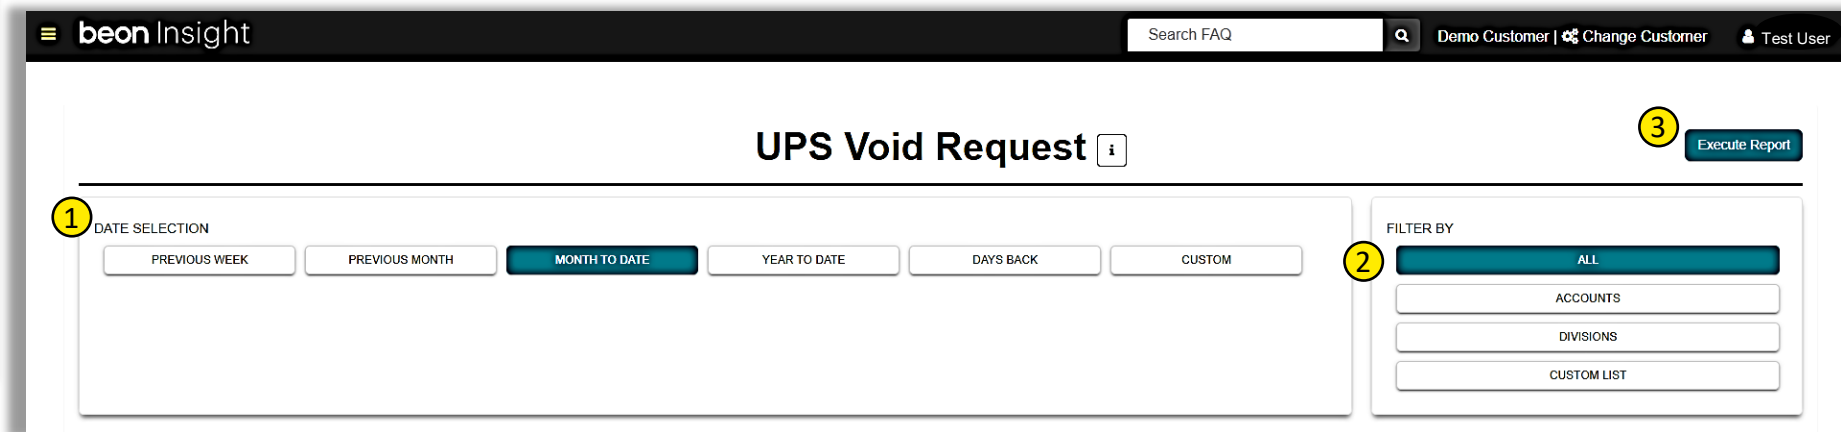 beon Insight
Search FAQ
Demo Customer | Change Customer
Test User
UPS Void Request i
3
Execute Report
1
DATE SELECTION
PREVIOUS WEEK
PREVIOUS MONTH
MONTH TO DATE
YEAR TO DATE
DAYS BACK
CUSTOM
FILTER BY
2
ALL
ACCOUNTS
DIVISIONS
CUSTOM LIST